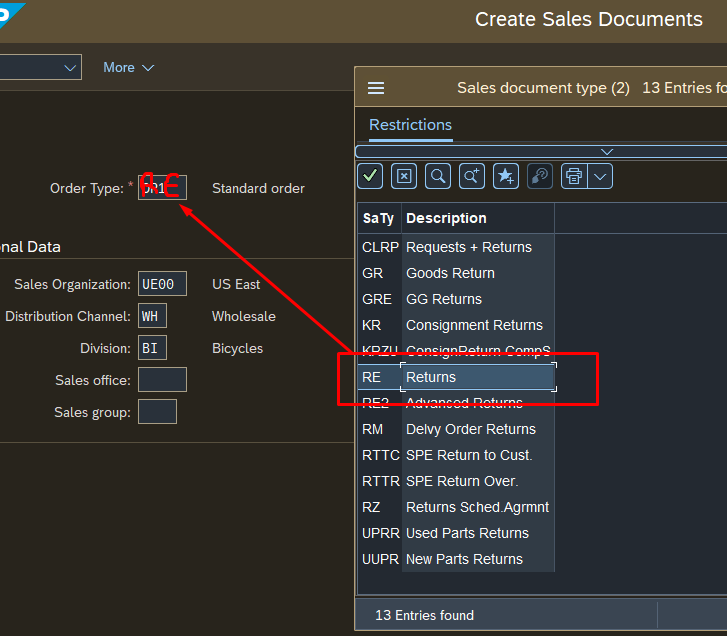 Create Sales Documents
More
Sales document type (2) 13 Entries fo
Restrictions
Order Type: * OR1 Standard order
RE
nal Data
Sales Organization: UE00 US East
Distribution Channel: WH Wholesale
Division: BI Bicycles
Sales office:
Sales group:
SaTy Description
CLRP Requests + Returns
GR Goods Return
GRE GG Returns
KR Consignment Returns
KRZU ConsignReturn CompS
RE Returns
RE2 Advanced Returns
RM Delvy Order Returns
RTTC SPE Return to Cust.
RTTR SPE Return Over.
RZ Returns Sched.Agrmnt
UPRR Used Parts Returns
UUPR New Parts Returns
13 Entries found